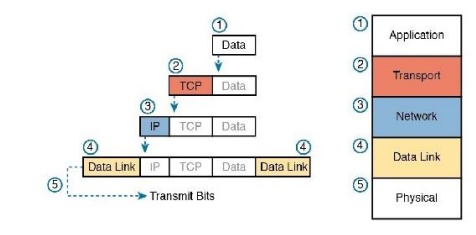 ① Data
② TCP Data
③ IP TCP Data
④ Data Link IP TCP Data Data Link ④
⑤ Transmit Bits
① Application
② Transport
③ Network
④ Data Link
⑤ Physical